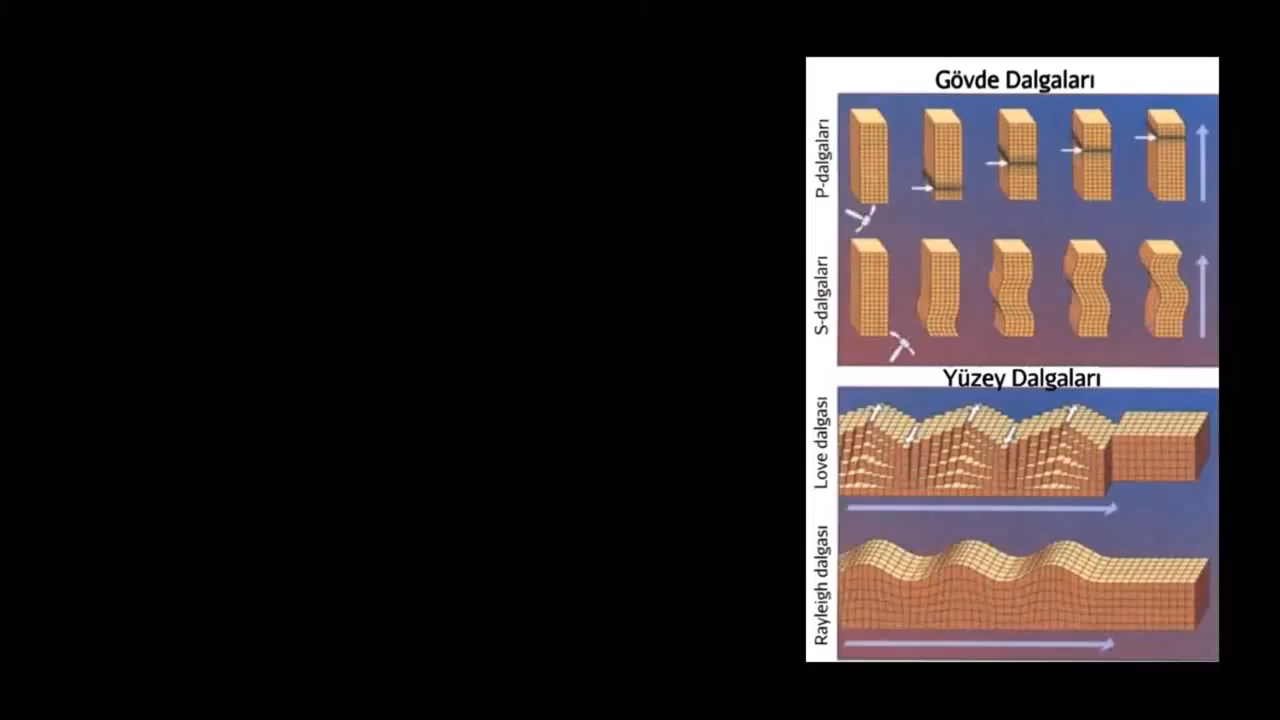 Gövde Dalgaları
P-dalgaları
S-dalgaları
Yüzey Dalgaları
Love dalgası
Rayleigh dalgası